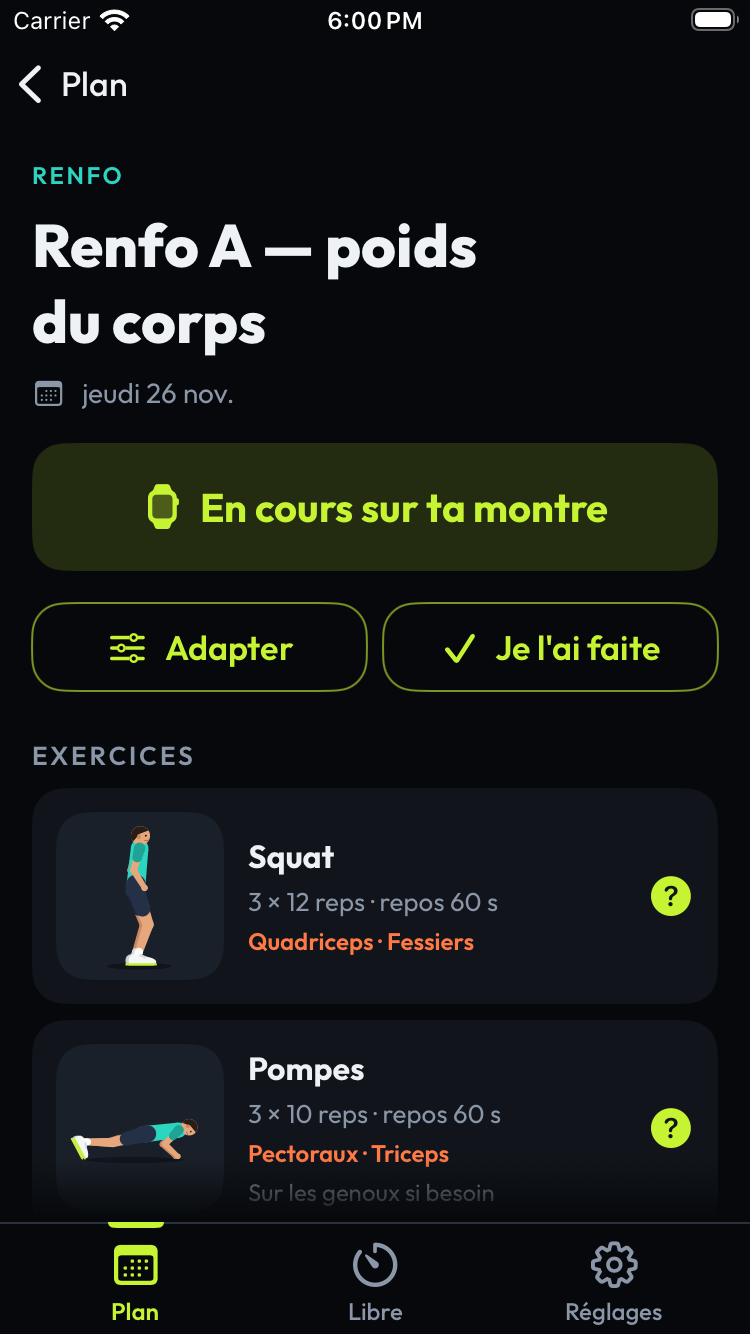 Carrier 6:00 PM
Plan
RENFO
Renfo A — poids
du corps
jeudi 26 nov.
En cours sur ta montre
Adapter
Je l'ai faite
EXERCICES
Squat
3 × 12 reps · repos 60 s
Quadriceps · Fessiers
?
Pompes
3 × 10 reps · repos 60 s
Pectoraux · Triceps
Sur les genoux si besoin
?
Plan
Libre
Réglages